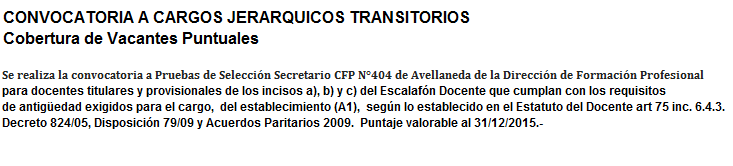 CONVOCATORIA A CARGOS JERARQUICOS TRANSITORIOS
Cobertura de Vacantes Puntuales
Se realiza la convocatoria a Pruebas de Selección Secretario CFP N°404 de Avellaneda de la Dirección de Formación Profesional
para docentes titulares y provisionales de los incisos a), b) y c) del Escalafón Docente que cumplan con los requisitos
de antigüedad exigidos para el cargo, del establecimiento (A1), según lo establecido en el Estatuto del Docente art 75 inc. 6.4.3.
Decreto 824/05, Disposición 79/09 y Acuerdos Paritarios 2009. Puntaje valorable al 31/12/2015.-